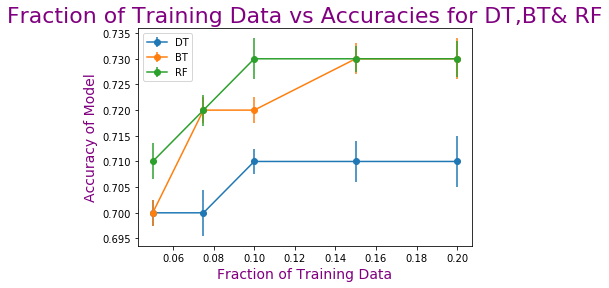 Fraction of Training Data vs Accuracies for DT,BT& RF
Accuracy of Model
0.735
0.730
0.725
0.720
0.715
0.710
0.705
0.700
0.695
DT
BT
RF
0.06 0.08 0.10 0.12 0.14 0.16 0.18 0.20
Fraction of Training Data